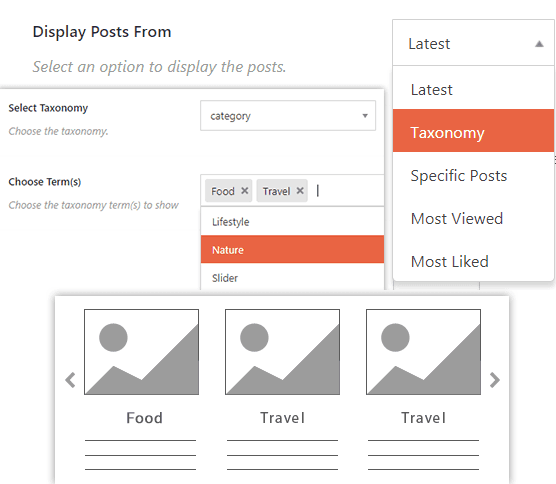 Display Posts From
Select an option to display the posts.
Latest
Latest
Taxonomy
Specific Posts
Most Viewed
Most Liked
Select Taxonomy
Choose the taxonomy.
category
Choose Term(s)
Choose the taxonomy term(s) to show
Food × Travel ×
Lifestyle
Nature
Slider
Food
Travel
Travel